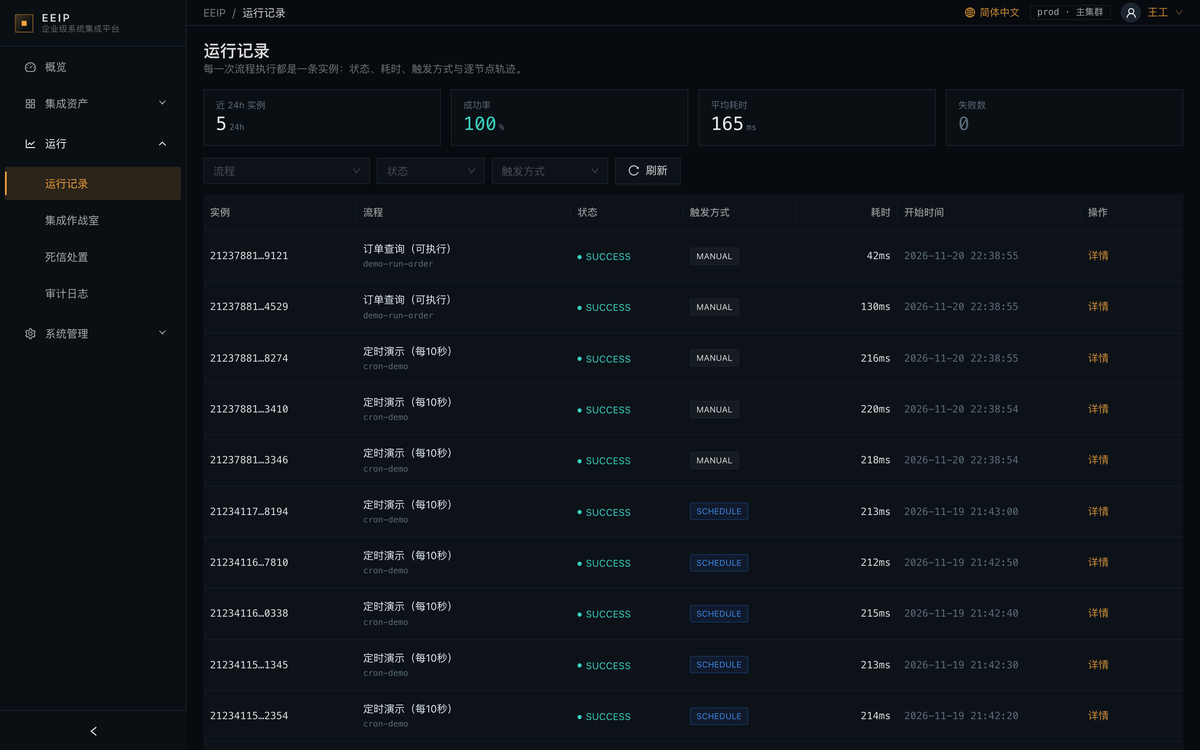 EEIP
企业级系统集成平台
概览
集成资产
运行
运行记录
集成作战室
死信处置
审计日志
系统管理
EEIP / 运行记录
简体中文
prod · 主集群
王工
运行记录
每一次流程执行都是一条实例：状态、耗时、触发方式与逐节点轨迹。
近 24h 实例
5 24h
成功率
100 %
平均耗时
165 ms
失败数
0
流程
状态
触发方式
刷新
实例 流程 状态 触发方式 耗时 开始时间 操作
21237881…9121 订单查询（可执行） demo-run-order SUCCESS MANUAL 42ms 2026-11-20 22:38:55 详情
21237881…4529 订单查询（可执行） demo-run-order SUCCESS MANUAL 130ms 2026-11-20 22:38:55 详情
21237881…8274 定时演示（每10秒） cron-demo SUCCESS MANUAL 216ms 2026-11-20 22:38:55 详情
21237881…3410 定时演示（每10秒） cron-demo SUCCESS MANUAL 220ms 2026-11-20 22:38:54 详情
21237881…3346 定时演示（每10秒） cron-demo SUCCESS MANUAL 218ms 2026-11-20 22:38:54 详情
21234117…8194 定时演示（每10秒） cron-demo SUCCESS SCHEDULE 213ms 2026-11-19 21:43:00 详情
21234116…7810 定时演示（每10秒） cron-demo SUCCESS SCHEDULE 212ms 2026-11-19 21:42:50 详情
21234116…0338 定时演示（每10秒） cron-demo SUCCESS SCHEDULE 215ms 2026-11-19 21:42:40 详情
21234115…1345 定时演示（每10秒） cron-demo SUCCESS SCHEDULE 213ms 2026-11-19 21:42:30 详情
21234115…2354 定时演示（每10秒） cron-demo SUCCESS SCHEDULE 214ms 2026-11-19 21:42:20 详情